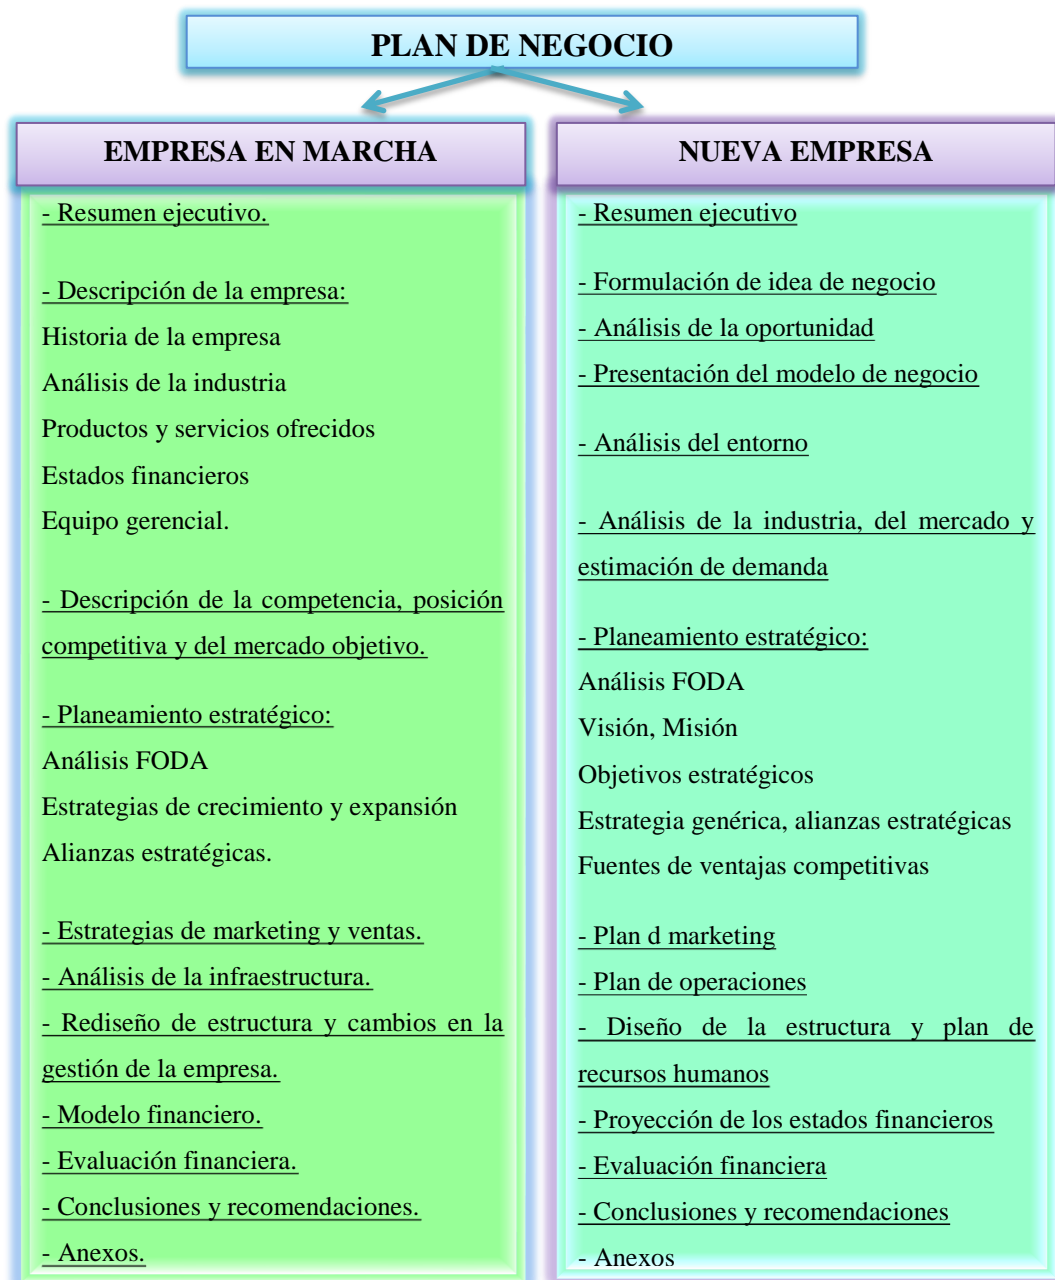 PLAN DE NEGOCIO
EMPRESA EN MARCHA
- Resumen ejecutivo.
- Descripción de la empresa:
Historia de la empresa
Análisis de la industria
Productos y servicios ofrecidos
Estados financieros
Equipo gerencial.
- Descripción de la competencia, posición
competitiva y del mercado objetivo.
- Planeamiento estratégico:
Análisis FODA
Estrategias de crecimiento y expansión
Alianzas estratégicas.
- Estrategias de marketing y ventas.
- Análisis de la infraestructura.
- Rediseño de estructura y cambios en la
gestión de la empresa.
- Modelo financiero.
- Evaluación financiera.
- Conclusiones y recomendaciones.
- Anexos.
NUEVA EMPRESA
- Resumen ejecutivo
- Formulación de idea de negocio
- Análisis de la oportunidad
- Presentación del modelo de negocio
- Análisis del entorno
- Análisis de la industria, del mercado y
estimación de demanda
- Planeamiento estratégico:
Análisis FODA
Visión, Misión
Objetivos estratégicos
Estrategia genérica, alianzas estratégicas
Fuentes de ventajas competitivas
- Plan d marketing
- Plan de operaciones
- Diseño de la estructura y plan de
recursos humanos
- Proyección de los estados financieros
- Evaluación financiera
- Conclusiones y recomendaciones
- Anexos